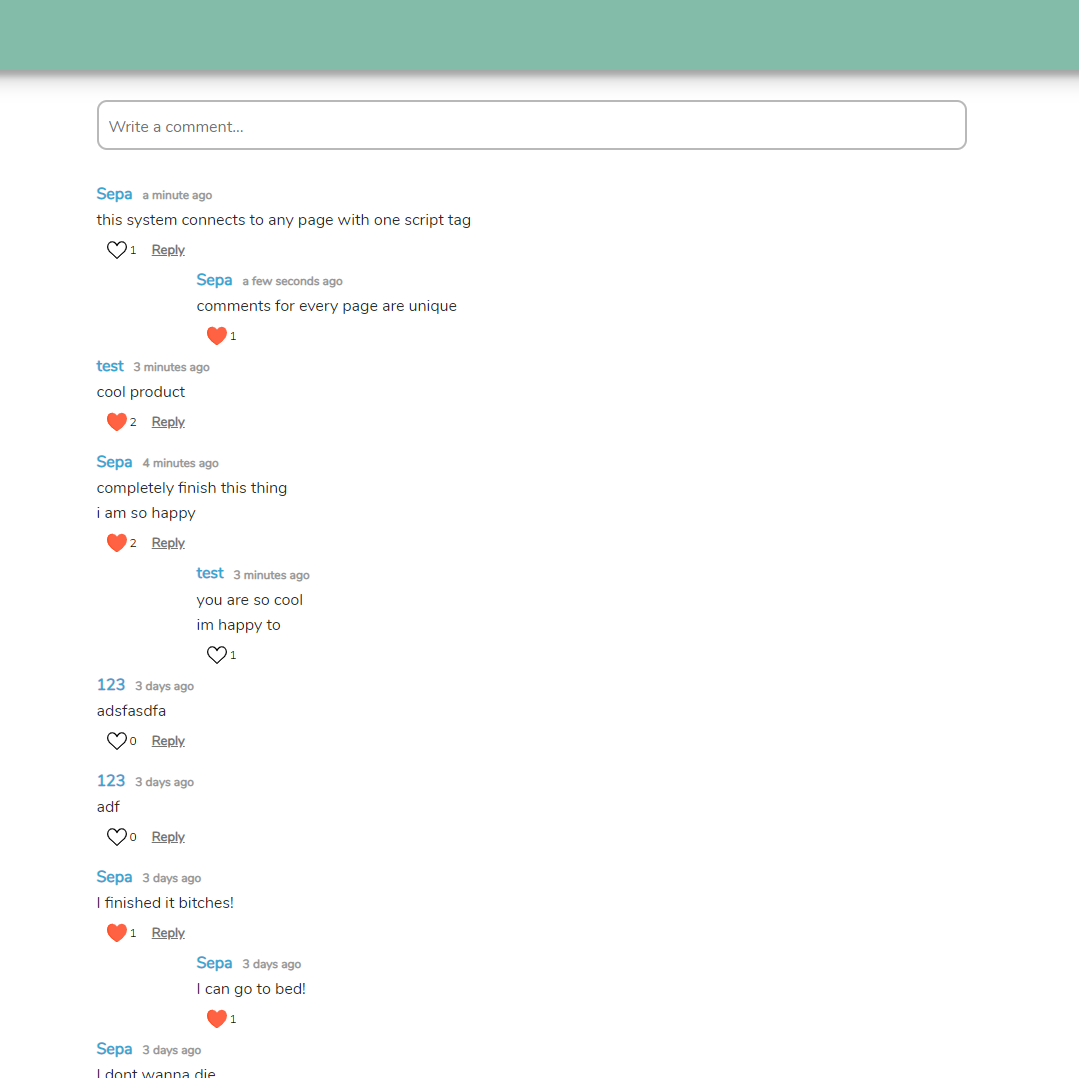 Write a comment...
Sepa a minute ago
this system connects to any page with one script tag
1 Reply
Sepa a few seconds ago
comments for every page are unique
1
test 3 minutes ago
cool product
2 Reply
Sepa 4 minutes ago
completely finish this thing
i am so happy
2 Reply
test 3 minutes ago
you are so cool
im happy to
1
123 3 days ago
adsfasdfa
0 Reply
123 3 days ago
adf
0 Reply
Sepa 3 days ago
I finished it bitches!
1 Reply
Sepa 3 days ago
I can go to bed!
1
Sepa 3 days ago
I dont wanna die